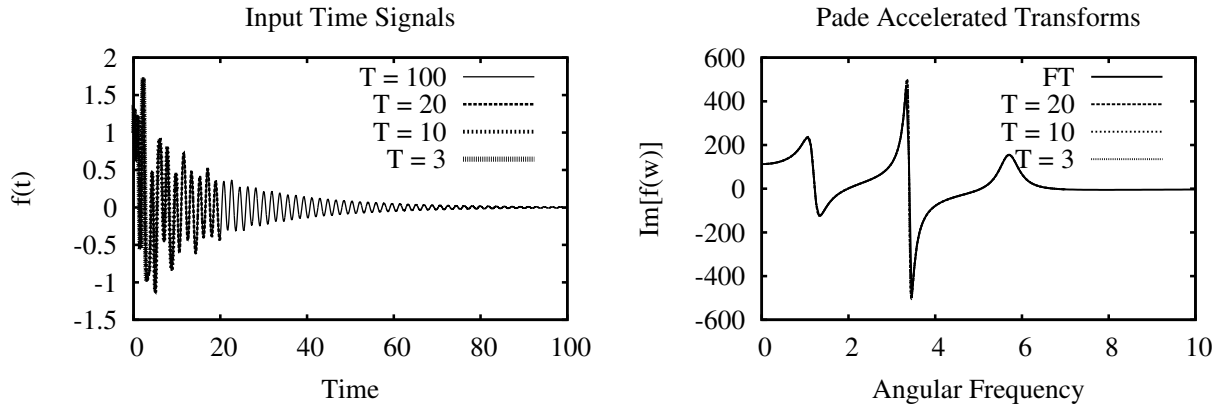 Input Time Signals
f(t)
2
1.5
1
0.5
0
-0.5
-1
-1.5
T = 100
T = 20
T = 10
T = 3
0 20 40 60 80 100
Time
Pade Accelerated Transforms
Im[f(w)]
600
400
200
0
-200
-400
-600
FT
T = 20
T = 10
T = 3
0 2 4 6 8 10
Angular Frequency